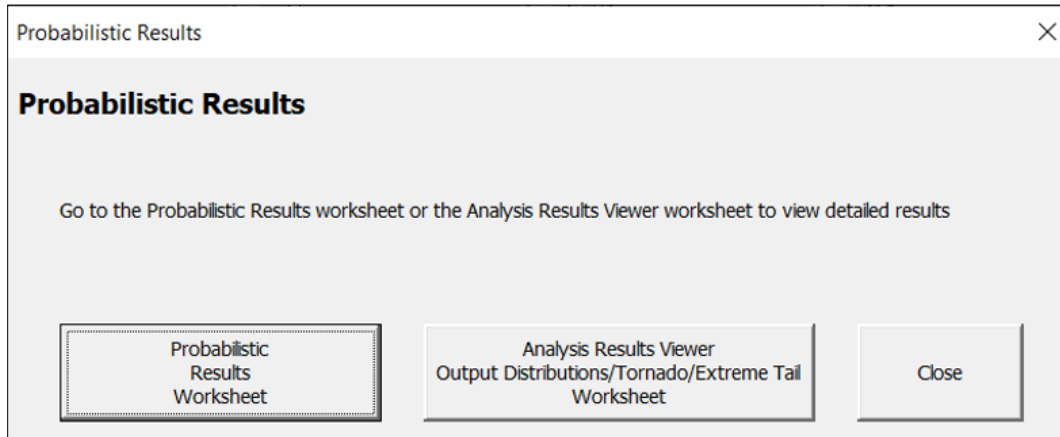 Probabilistic Results
Probabilistic Results
Go to the Probabilistic Results worksheet or the Analysis Results Viewer worksheet to view detailed results
Probabilistic
Results
Worksheet
Analysis Results Viewer
Output Distributions/Tornado/Extreme Tail
Worksheet
Close